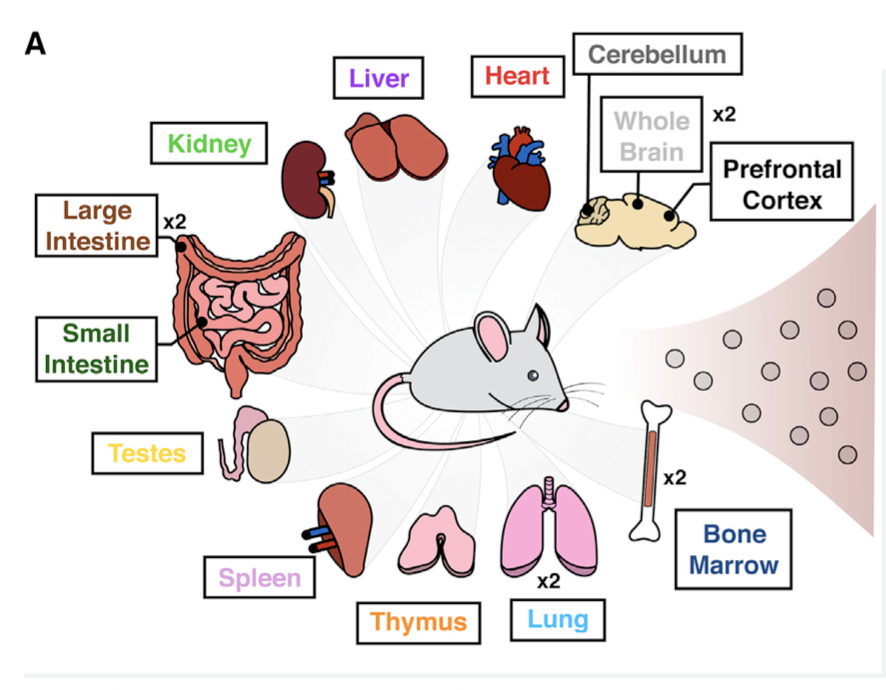 A
Liver
Heart
Cerebellum
Whole
Brain
x2
Prefrontal
Cortex
Kidney
Large
Intestine
x2
Small
Intestine
Testes
Spleen
Thymus
x2
Lung
x2
Bone
Marrow